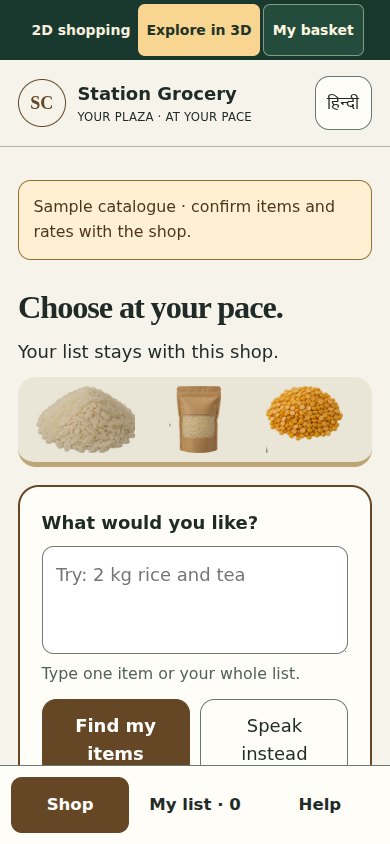 2D shopping
Explore in 3D
My basket
SC
Station Grocery
YOUR PLAZA · AT YOUR PACE
हिन्दी
Sample catalogue · confirm items and
rates with the shop.
Choose at your pace.
Your list stays with this shop.
What would you like?
Try: 2 kg rice and tea
Type one item or your whole list.
Find my
items
Speak
instead
Shop
My list · 0
Help